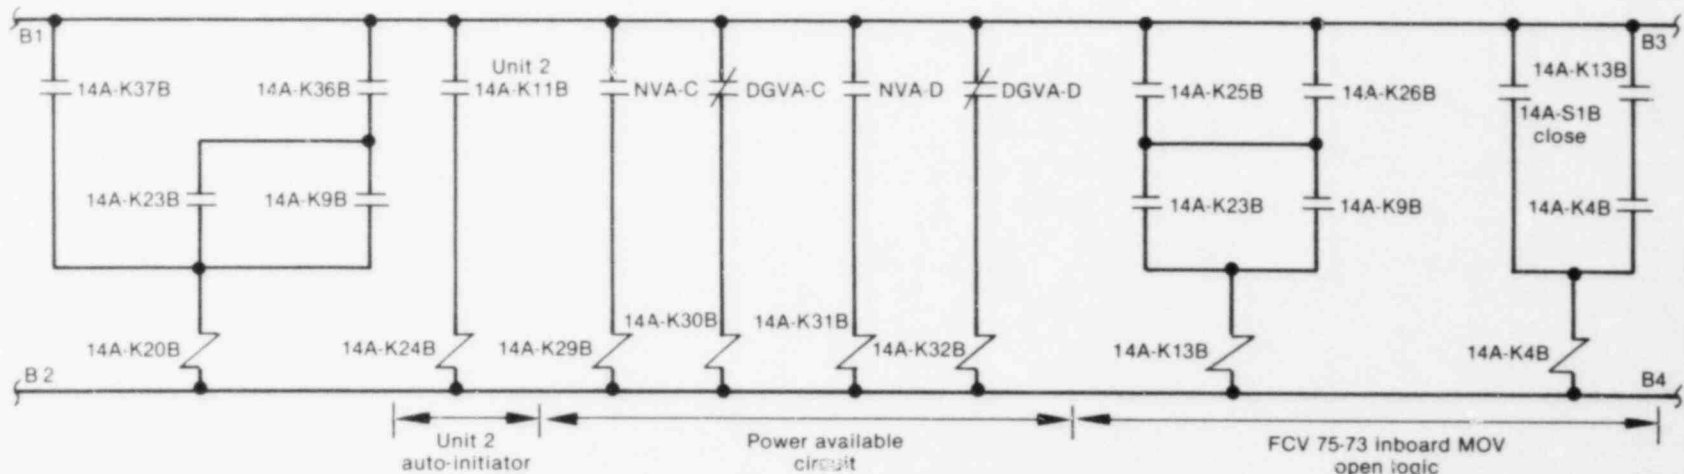 B1
B3
14A-K37B
14A-K36B
Unit 2
14A-K11B
NVA-C
DGVA-C
NVA-D
DGVA-D
14A-K25B
14A-K26B
14A-K13B
14A-S1B
close
14A-K23B
14A-K9B
14A-K23B
14A-K9B
14A-K4B
14A-K20B
14A-K24B
14A-K29B
14A-K30B
14A-K31B
14A-K32B
14A-K13B
14A-K4B
B2
B4
Unit 2
auto-initiator
Power available
circuit
FCV 75-73 inboard MOV
open logic